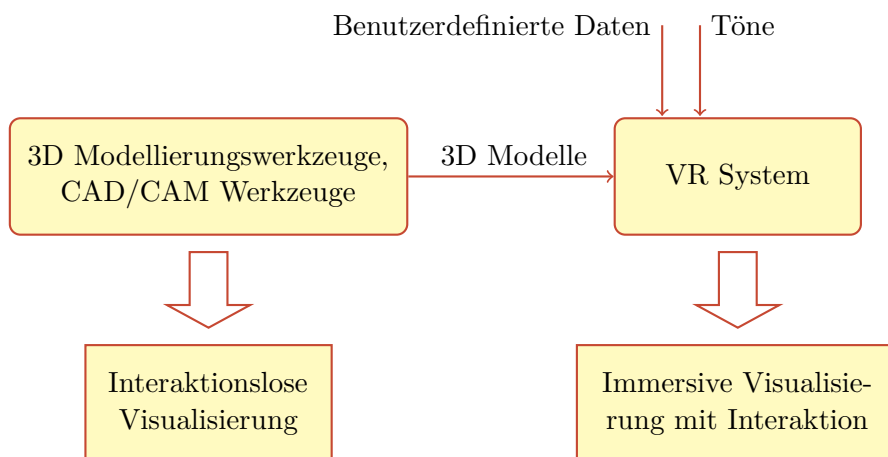 Benutzerdefinierte Daten
Töne
3D Modellierungswerkzeuge,
CAD/CAM Werkzeuge
3D Modelle
VR System
Interaktionslose
Visualisierung
Immersive Visualisie-
rung mit Interaktion